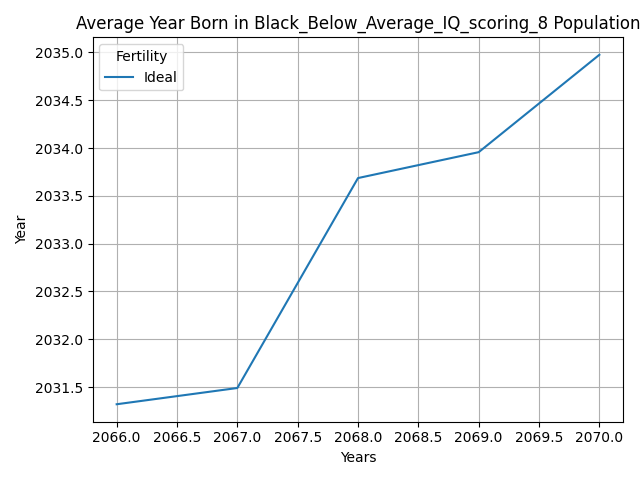 Average Year Born in Black_Below_Average_IQ_scoring_8 Population
Fertility
Ideal
2035.0
2034.5
2034.0
2033.5
2033.0
2032.5
2032.0
2031.5
Year
2066.0 2066.5 2067.0 2067.5 2068.0 2068.5 2069.0 2069.5 2070.0
Years